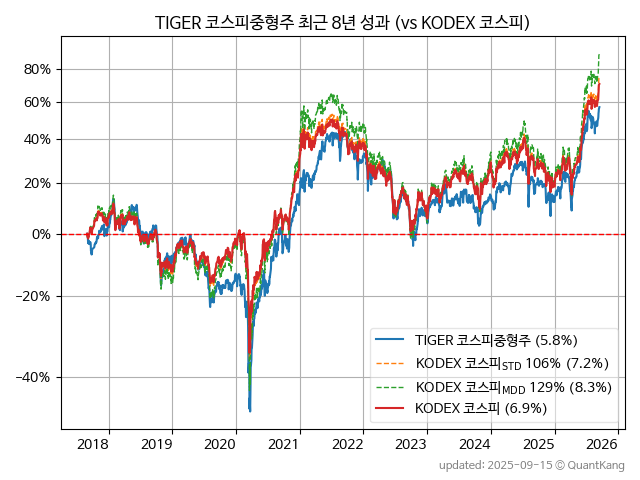 TIGER 코스피중형주 최근 8년 성과 (vs KODEX 코스피)
80%
60%
40%
20%
0%
−20%
−40%
TIGER 코스피중형주 (5.8%)
KODEX 코스피STD 106% (7.2%)
KODEX 코스피MDD 129% (8.3%)
KODEX 코스피 (6.9%)
2018 2019 2020 2021 2022 2023 2024 2025 2026
updated: 2025-09-15 © QuantKang